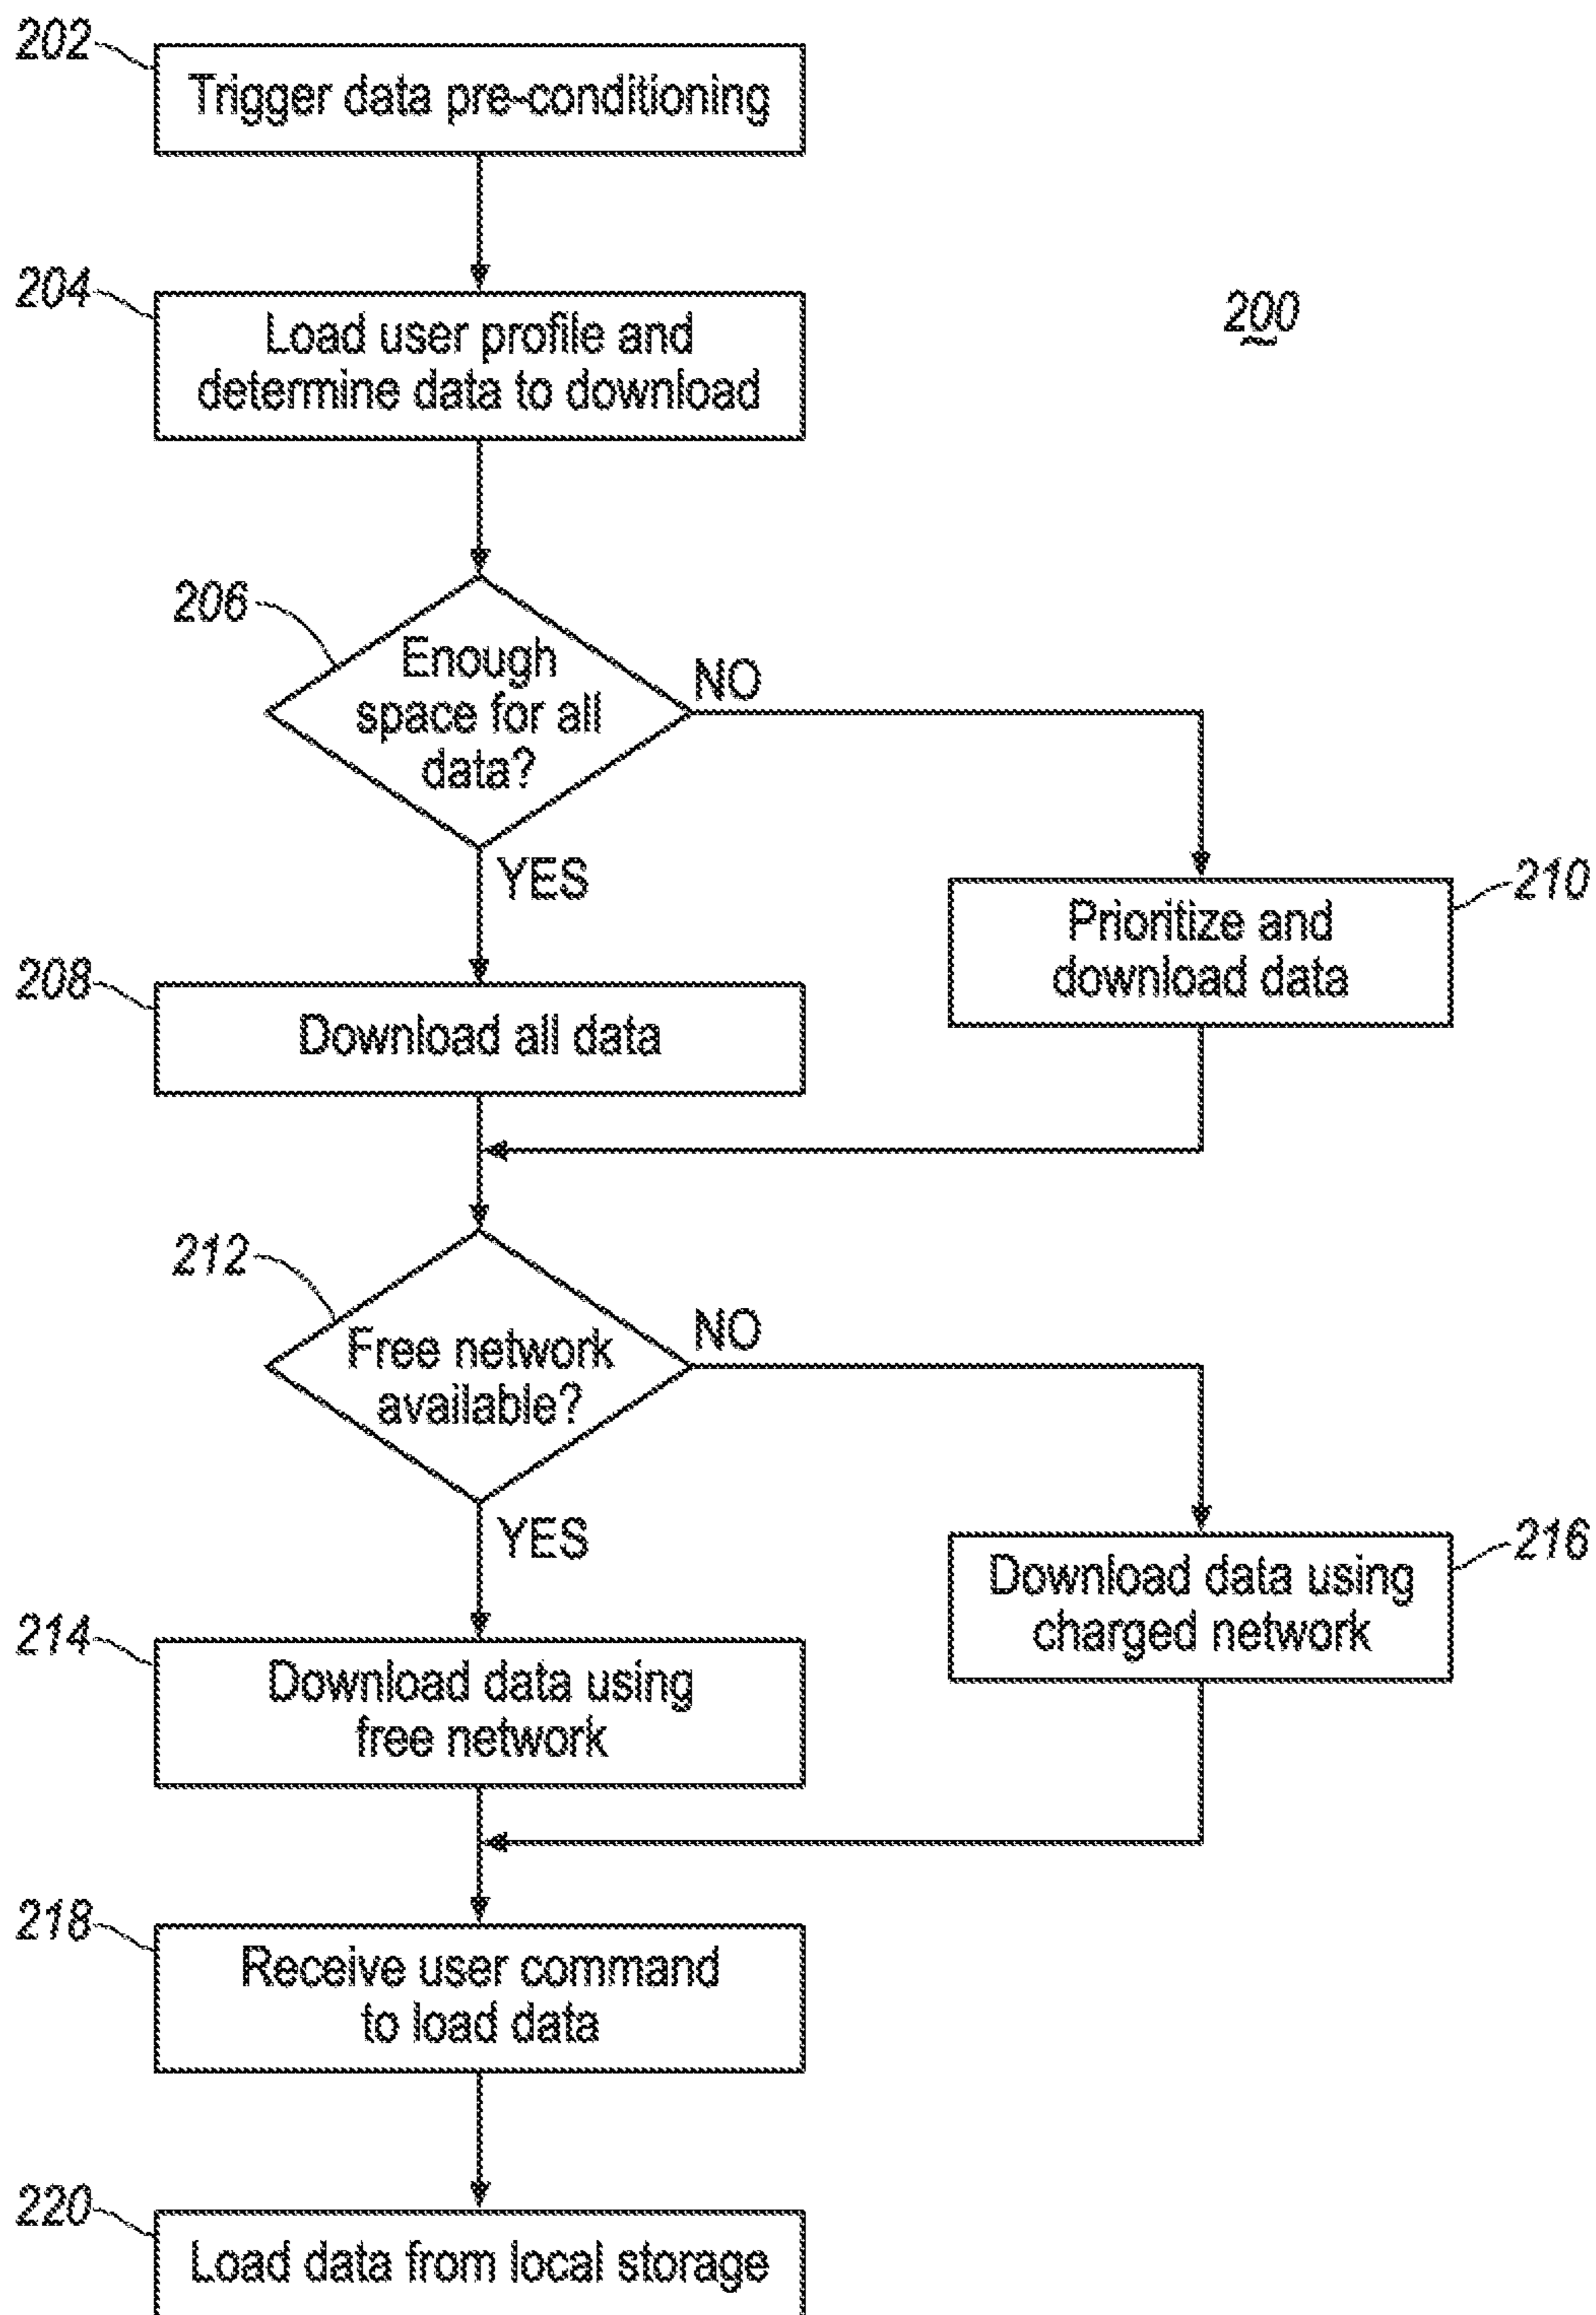 202
Trigger data pre-conditioning
204
Load user profile and
determine data to download
200
206
Enough
space for all
data?
NO
YES
210
Prioritize and
download data
208
Download all data
212
Free network
available?
NO
YES
216
Download data using
charged network
214
Download data using
free network
218
Receive user command
to load data
220
Load data from local storage